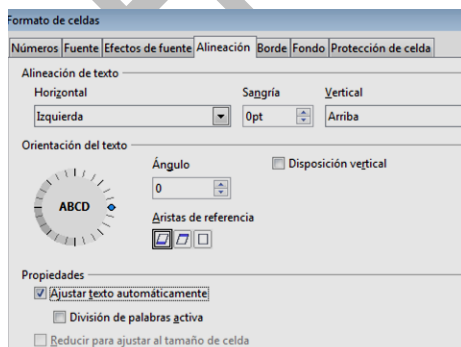 Formato de celdas
Números Fuente Efectos de fuente Alineación Borde Fondo Protección de celda
Alineación de texto
Horizontal Sangría Vertical
Izquierda 0pt Arriba
Orientación del texto
Ángulo Disposición vertical
ABCD 0
Aristas de referencia
Propiedades
Ajustar texto automáticamente
División de palabras activa
Reducir para ajustar al tamaño de celda